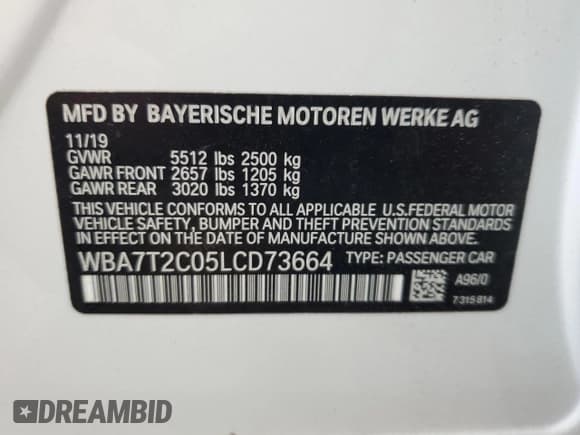 MFD BY BAYERISCHE MOTOREN WERKE AG
11/19
GVWR 5512 lbs 2500 kg
GAWR FRONT 2657 lbs 1205 kg
GAWR REAR 3020 lbs 1370 kg
THIS VEHICLE CONFORMS TO ALL APPLICABLE U.S.FEDERAL MOTOR
VEHICLE SAFETY, BUMPER AND THEFT PREVENTION STANDARDS
IN EFFECT ON THE DATE OF MANUFACTURE SHOWN ABOVE.
WBA7T2C05LCD73664 TYPE: PASSENGER CAR
A96/0
7 315 814
DREAMBID